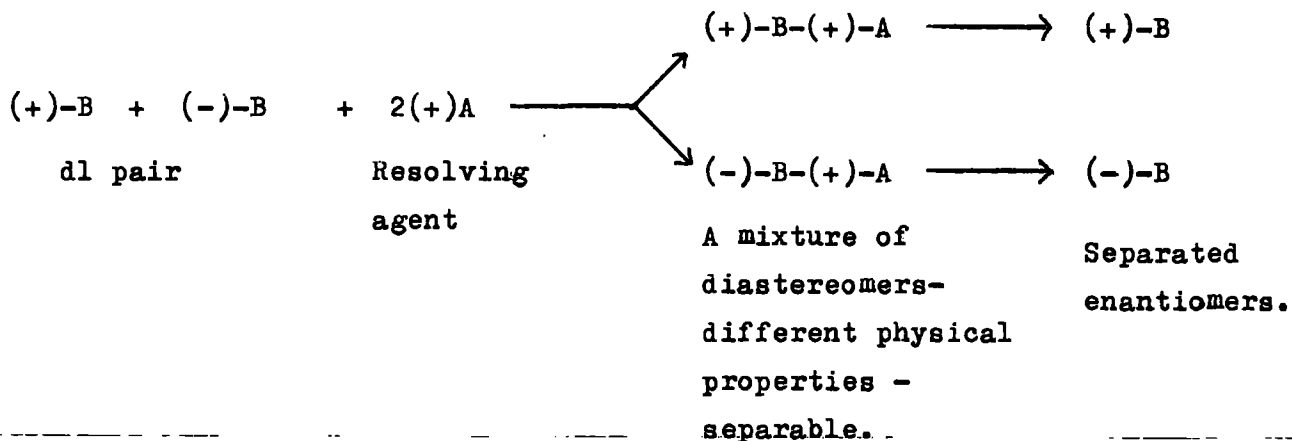 (+)-B-(+)-A ⟶ (+)-B
(+)-B + (-)-B + 2(+)A ⟶
dl pair
Resolving
agent
(-)-B-(+)-A ⟶ (-)-B
A mixture of
diastereomers-
different physical
properties -
separable.
Separated
enantiomers.